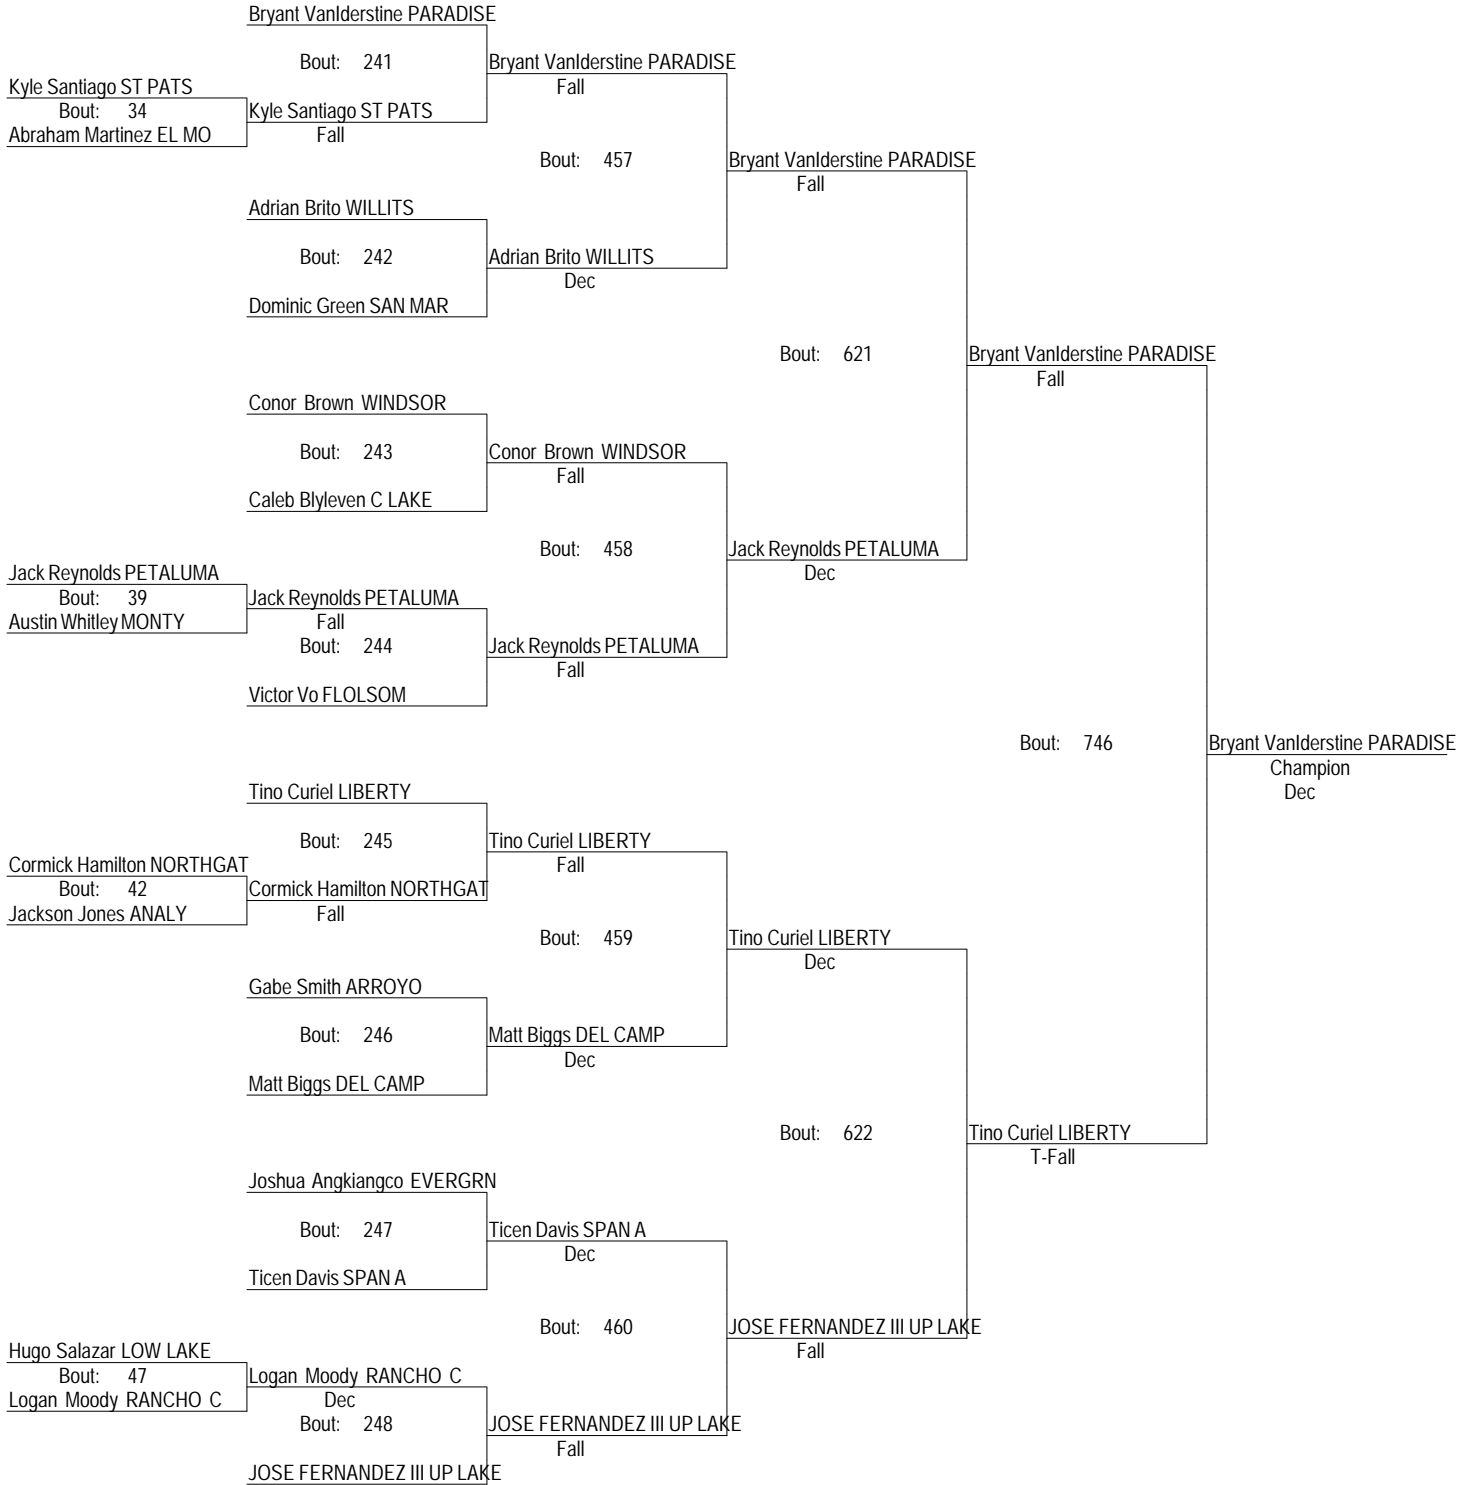 Bryant VanIderstine PARADISE
Bout: 241
Bryant VanIderstine PARADISE
Fall
Kyle Santiago ST PATS
Bout: 34
Kyle Santiago ST PATS
Abraham Martinez EL MO
Fall
Bout: 457
Bryant VanIderstine PARADISE
Fall
Adrian Brito WILLITS
Bout: 242
Adrian Brito WILLITS
Dec
Dominic Green SAN MAR
Bout: 621
Bryant VanIderstine PARADISE
Fall
Conor Brown WINDSOR
Bout: 243
Conor Brown WINDSOR
Fall
Caleb Blyleven C LAKE
Bout: 458
Jack Reynolds PETALUMA
Dec
Jack Reynolds PETALUMA
Bout: 39
Jack Reynolds PETALUMA
Austin Whitley MONTY
Fall
Bout: 244
Jack Reynolds PETALUMA
Fall
Victor Vo FLOLSOM
Bout: 746
Bryant VanIderstine PARADISE
Champion
Dec
Tino Curiel LIBERTY
Bout: 245
Tino Curiel LIBERTY
Fall
Cormick Hamilton NORTHGAT
Bout: 42
Cormick Hamilton NORTHGAT
Jackson Jones ANALY
Fall
Bout: 459
Tino Curiel LIBERTY
Dec
Gabe Smith ARROYO
Bout: 246
Matt Biggs DEL CAMP
Dec
Matt Biggs DEL CAMP
Bout: 622
Tino Curiel LIBERTY
T-Fall
Joshua Angkiangco EVERGRN
Bout: 247
Ticen Davis SPAN A
Dec
Ticen Davis SPAN A
Bout: 460
JOSE FERNANDEZ III UP LAKE
Fall
Hugo Salazar LOW LAKE
Bout: 47
Logan Moody RANCHO C
Logan Moody RANCHO C
Dec
Bout: 248
JOSE FERNANDEZ III UP LAKE
Fall
JOSE FERNANDEZ III UP LAKE